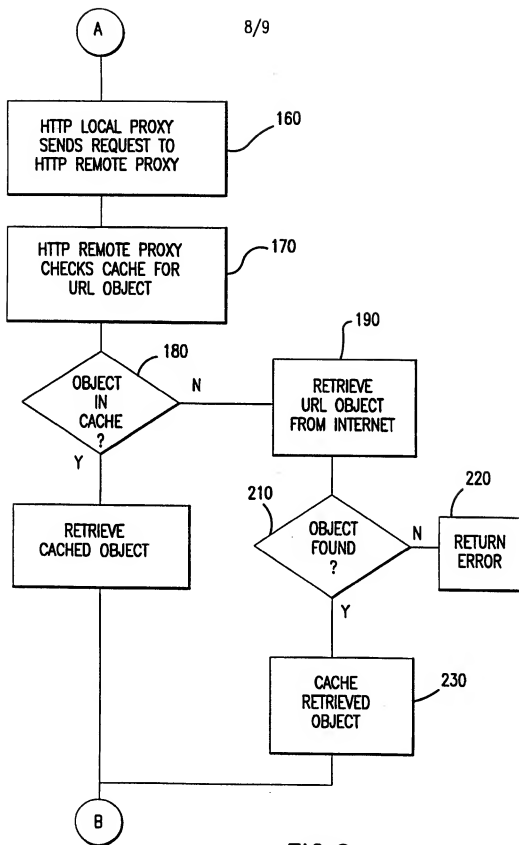 A
8/9
HTTP LOCAL PROXY
SENDS REQUEST TO
HTTP REMOTE PROXY
160
HTTP REMOTE PROXY
CHECKS CACHE FOR
URL OBJECT
170
180
OBJECT
IN
CACHE
?
N
Y
190
RETRIEVE
URL OBJECT
FROM INTERNET
RETRIEVE
CACHED OBJECT
210
OBJECT
FOUND
?
N
Y
220
RETURN
ERROR
CACHE
RETRIEVED
OBJECT
230
B